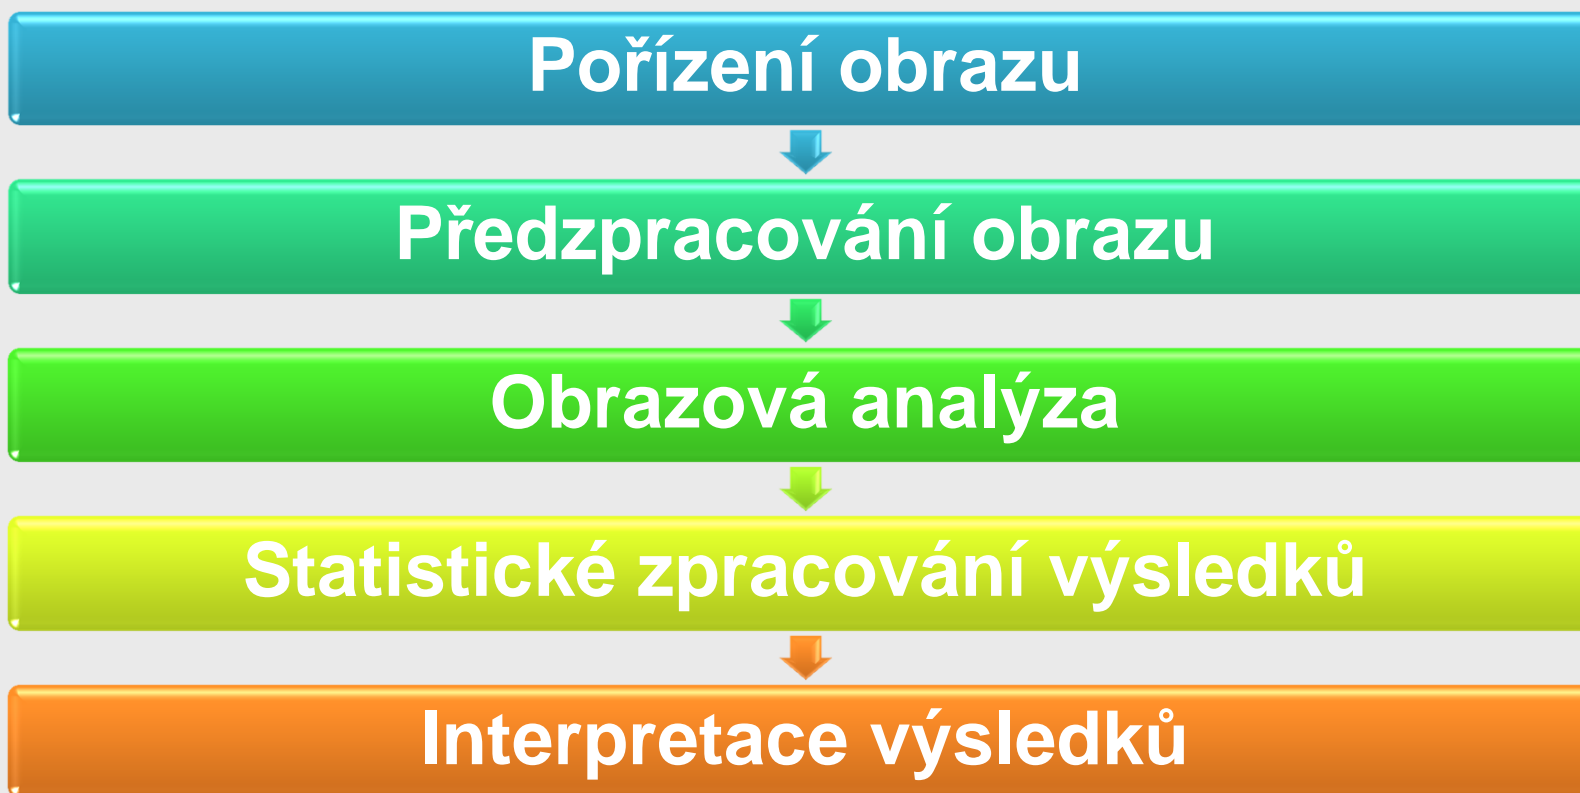 Pořízení obrazu
Předzpracování obrazu
Obrazová analýza
Statistické zpracování výsledků
Interpretace výsledků